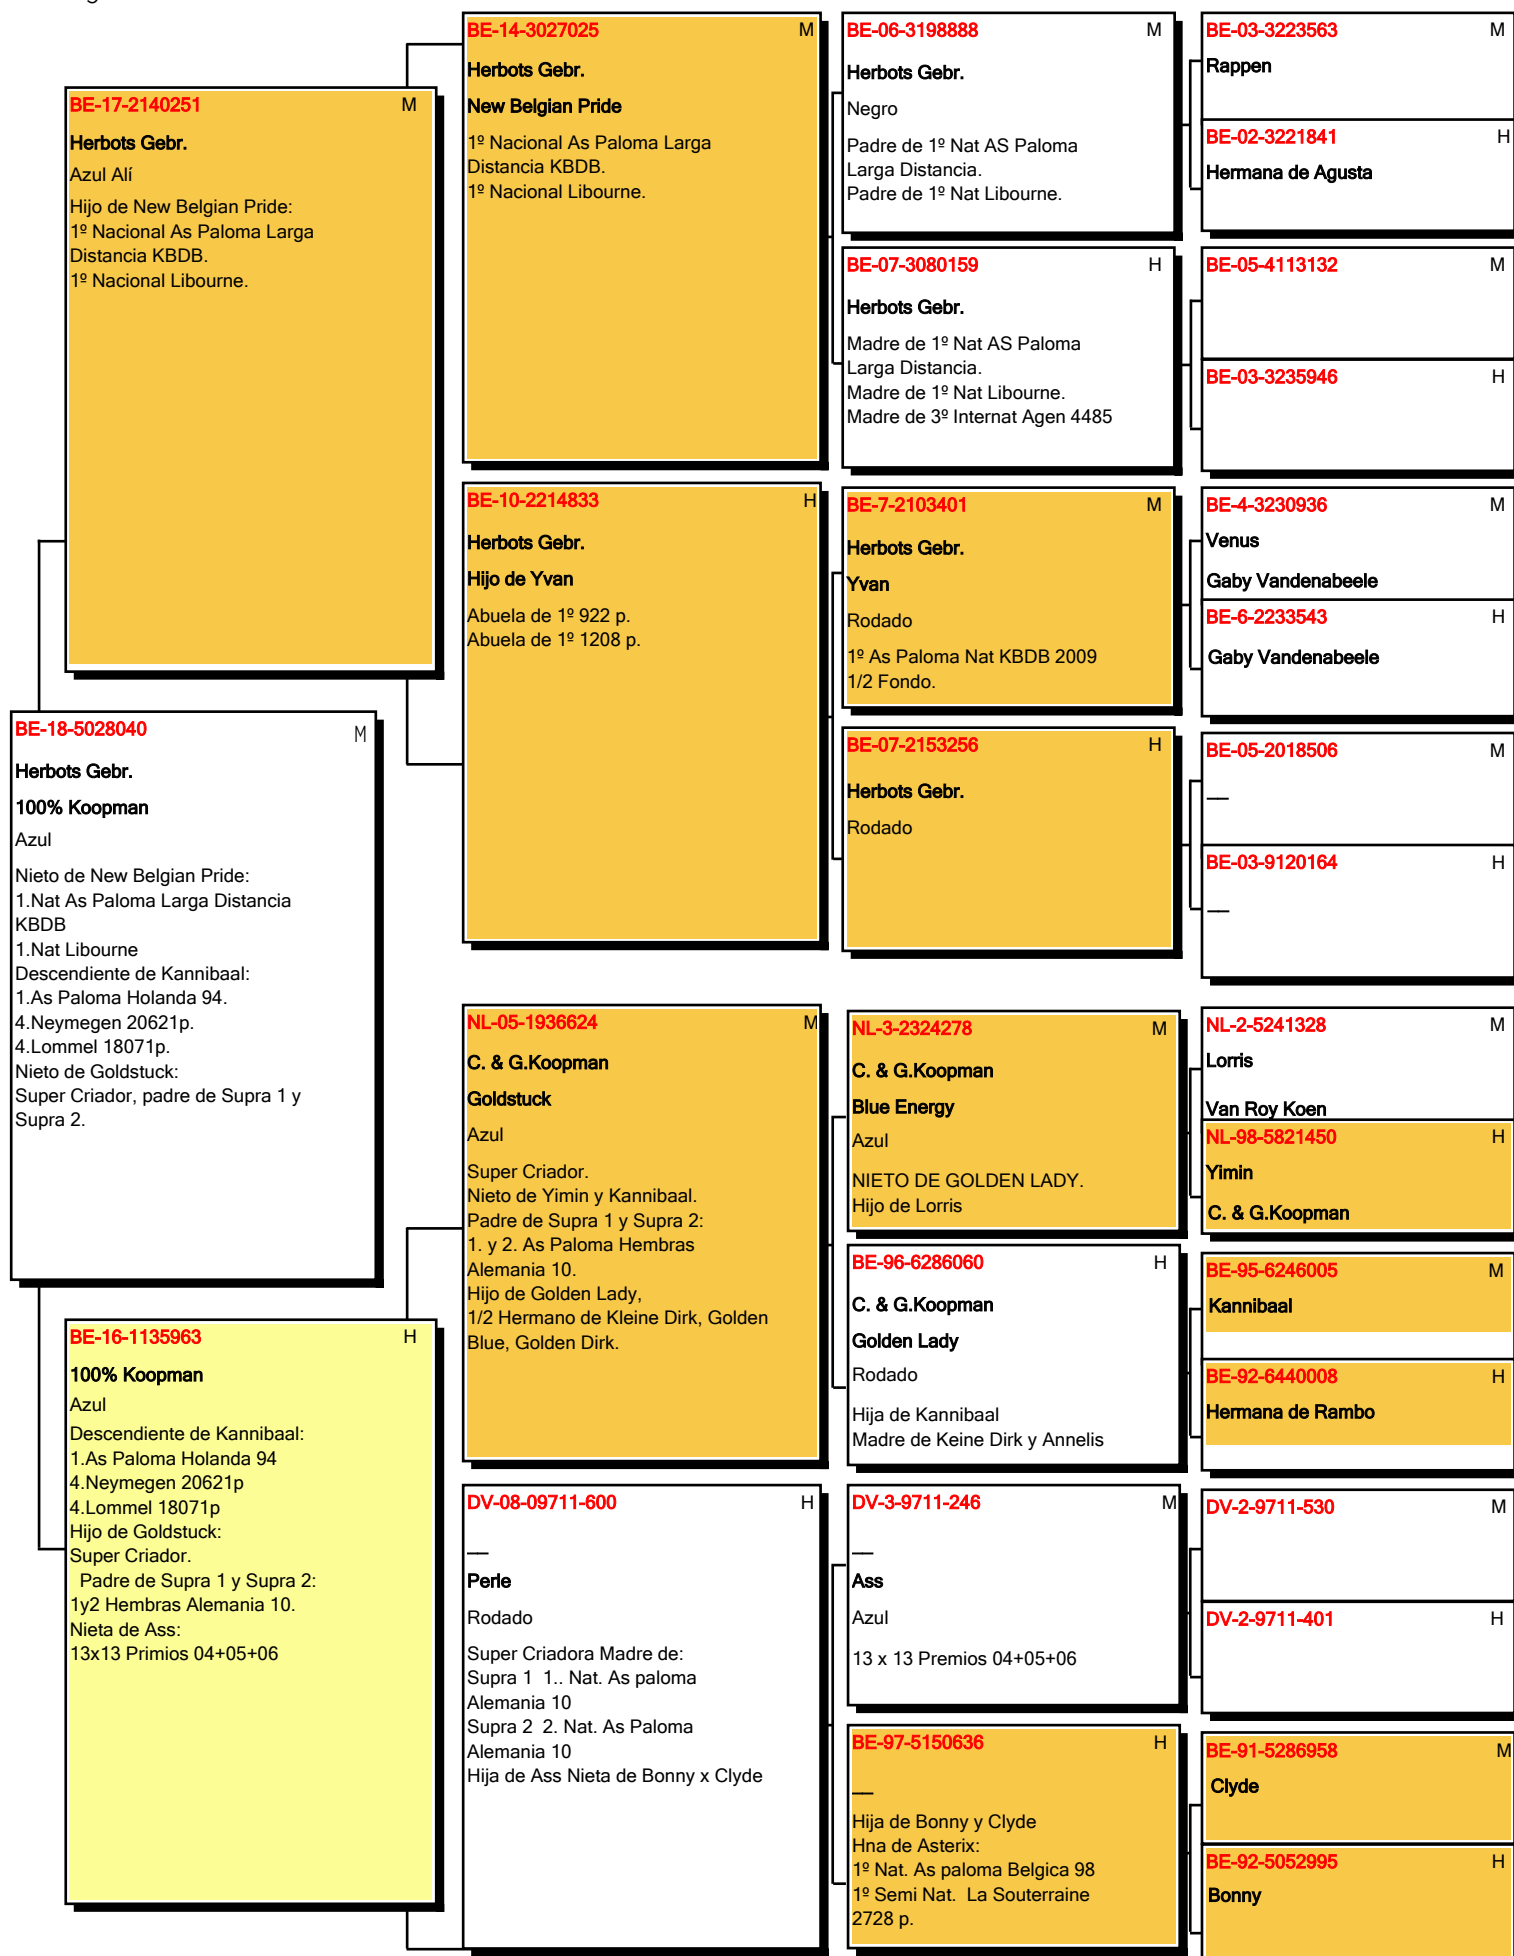 BE-18-5028040 M
Herbots Gebr.
100% Koopman
Azul
Nieto de New Belgian Pride:
1.Nat As Paloma Larga Distancia
KBDB
1.Nat Libourne
Descendiente de Kannibaal:
1.As Paloma Holanda 94.
4.Neymegen 20621p.
4.Lommel 18071p.
Nieto de Goldstuck:
Super Criador, padre de Supra 1 y
Supra 2.
BE-17-2140251 M
Herbots Gebr.
Azul Alí
Hijo de New Belgian Pride:
1º Nacional As Paloma Larga
Distancia KBDB.
1º Nacional Libourne.
BE-16-1135963 H
100% Koopman
Azul
Descendiente de Kannibaal:
1.As Paloma Holanda 94
4.Neymegen 20621p
4.Lommel 18071p
Hijo de Goldstuck:
Super Criador.
Padre de Supra 1 y Supra 2:
1y2 Hembras Alemania 10.
Nieta de Ass:
13x13 Primios 04+05+06
BE-14-3027025 M
Herbots Gebr.
New Belgian Pride
1º Nacional As Paloma Larga
Distancia KBDB.
1º Nacional Libourne.
BE-10-2214833 H
Herbots Gebr.
Hijo de Yvan
Abuela de 1º 922 p.
Abuela de 1º 1208 p.
NL-05-1936624 M
C. & G.Koopman
Goldstuck
Azul
Super Criador.
Nieto de Yimin y Kannibaal.
Padre de Supra 1 y Supra 2:
1. y 2. As Paloma Hembras
Alemania 10.
Hijo de Golden Lady,
1/2 Hermano de Kleine Dirk, Golden
Blue, Golden Dirk.
DV-08-09711-600 H
__
Perle
Rodado
Super Criadora Madre de:
Supra 1 1.. Nat. As paloma
Alemania 10
Supra 2 2. Nat. As Paloma
Alemania 10
Hija de Ass Nieta de Bonny x Clyde
BE-06-3198888 M
Herbots Gebr.
Negro
Padre de 1º Nat AS Paloma
Larga Distancia.
Padre de 1º Nat Libourne.
BE-07-3080159 H
Herbots Gebr.
Madre de 1º Nat AS Paloma
Larga Distancia.
Madre de 1º Nat Libourne.
Madre de 3º Internat Agen 4485
BE-7-2103401 M
Herbots Gebr.
Yvan
Rodado
1º As Paloma Nat KBDB 2009
1/2 Fondo.
BE-07-2153256 H
Herbots Gebr.
Rodado
NL-3-2324278 M
C. & G.Koopman
Blue Energy
Azul
NIETO DE GOLDEN LADY.
Hijo de Lorris
BE-96-6286060 H
C. & G.Koopman
Golden Lady
Rodado
Hija de Kannibaal
Madre de Keine Dirk y Annelis
DV-3-9711-246 M
__
Ass
Azul
13 x 13 Premios 04+05+06
BE-97-5150636 H
__
Hija de Bonny y Clyde
Hna de Asterix:
1º Nat. As paloma Belgica 98
1º Semi Nat. La Souterraine
2728 p.
BE-03-3223563 M
Rappen
BE-02-3221841 H
Hermana de Agusta
BE-05-4113132 M
BE-03-3235946 H
BE-4-3230936 M
Venus
Gaby Vandenabeele
BE-6-2233543 H
Gaby Vandenabeele
BE-05-2018506 M
__
BE-03-9120164 H
__
NL-2-5241328 M
Lorris
Van Roy Koen
NL-98-5821450 H
Yimin
C. & G.Koopman
BE-95-6246005 M
Kannibaal
BE-92-6440008 H
Hermana de Rambo
DV-2-9711-530 M
DV-2-9711-401 H
BE-91-5286958 M
Clyde
BE-92-5052995 H
Bonny